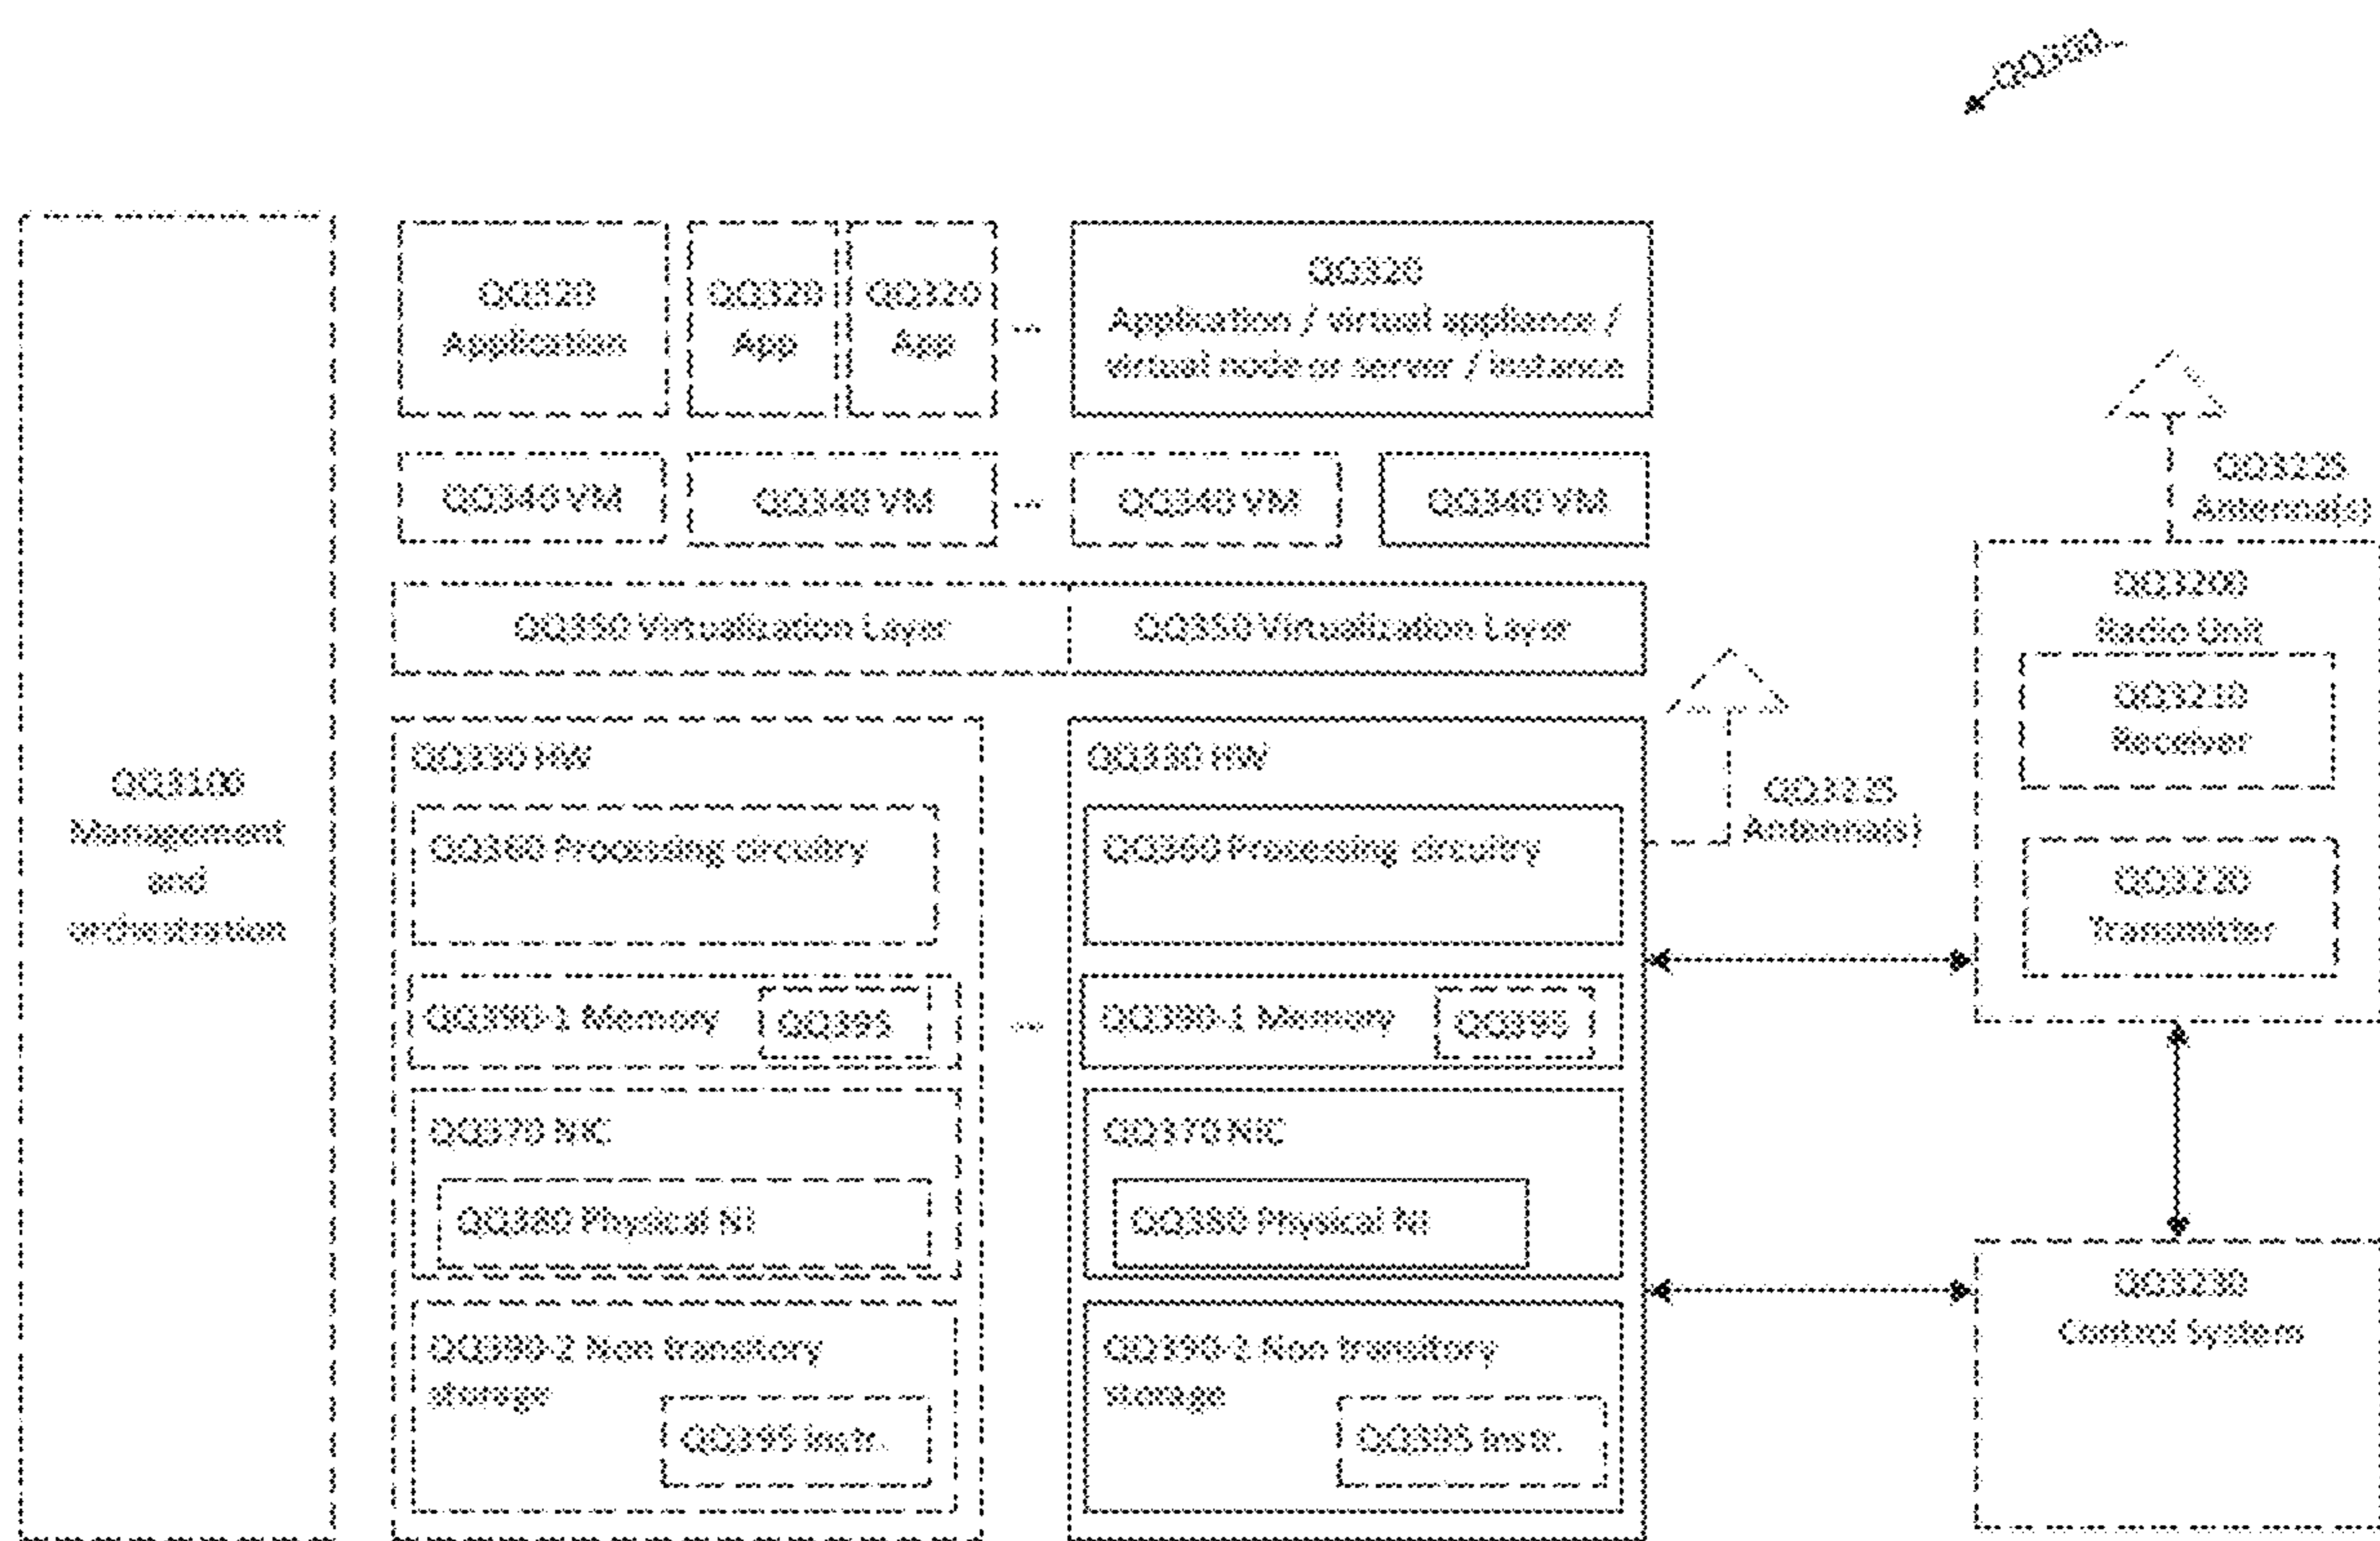 QQ300
QQ320
Application
QQ320
App
QQ320
App
...
QQ320
Application / virtual appliance /
virtual node or server / instance
QQ340 VM
QQ340 VM
...
QQ340 VM
QQ340 VM
QQ350 Virtualization Layer
QQ350 Virtualization Layer
QQ3100
Management
and
orchestration
QQ330 HW
QQ360 Processing circuitry
QQ390-1 Memory
QQ395
QQ370 NIC
QQ380 Physical NI
QQ390-2 Non transitory
storage
QQ395 Instr.
...
QQ330 HW
QQ360 Processing circuitry
QQ390-1 Memory
QQ395
QQ370 NIC
QQ380 Physical NI
QQ390-2 Non transitory
storage
QQ395 Instr.
QQ3225
Antenna(s)
QQ3225
Antenna(s)
QQ3200
Radio Unit
QQ3210
Receiver
QQ3220
Transmitter
QQ3230
Control System